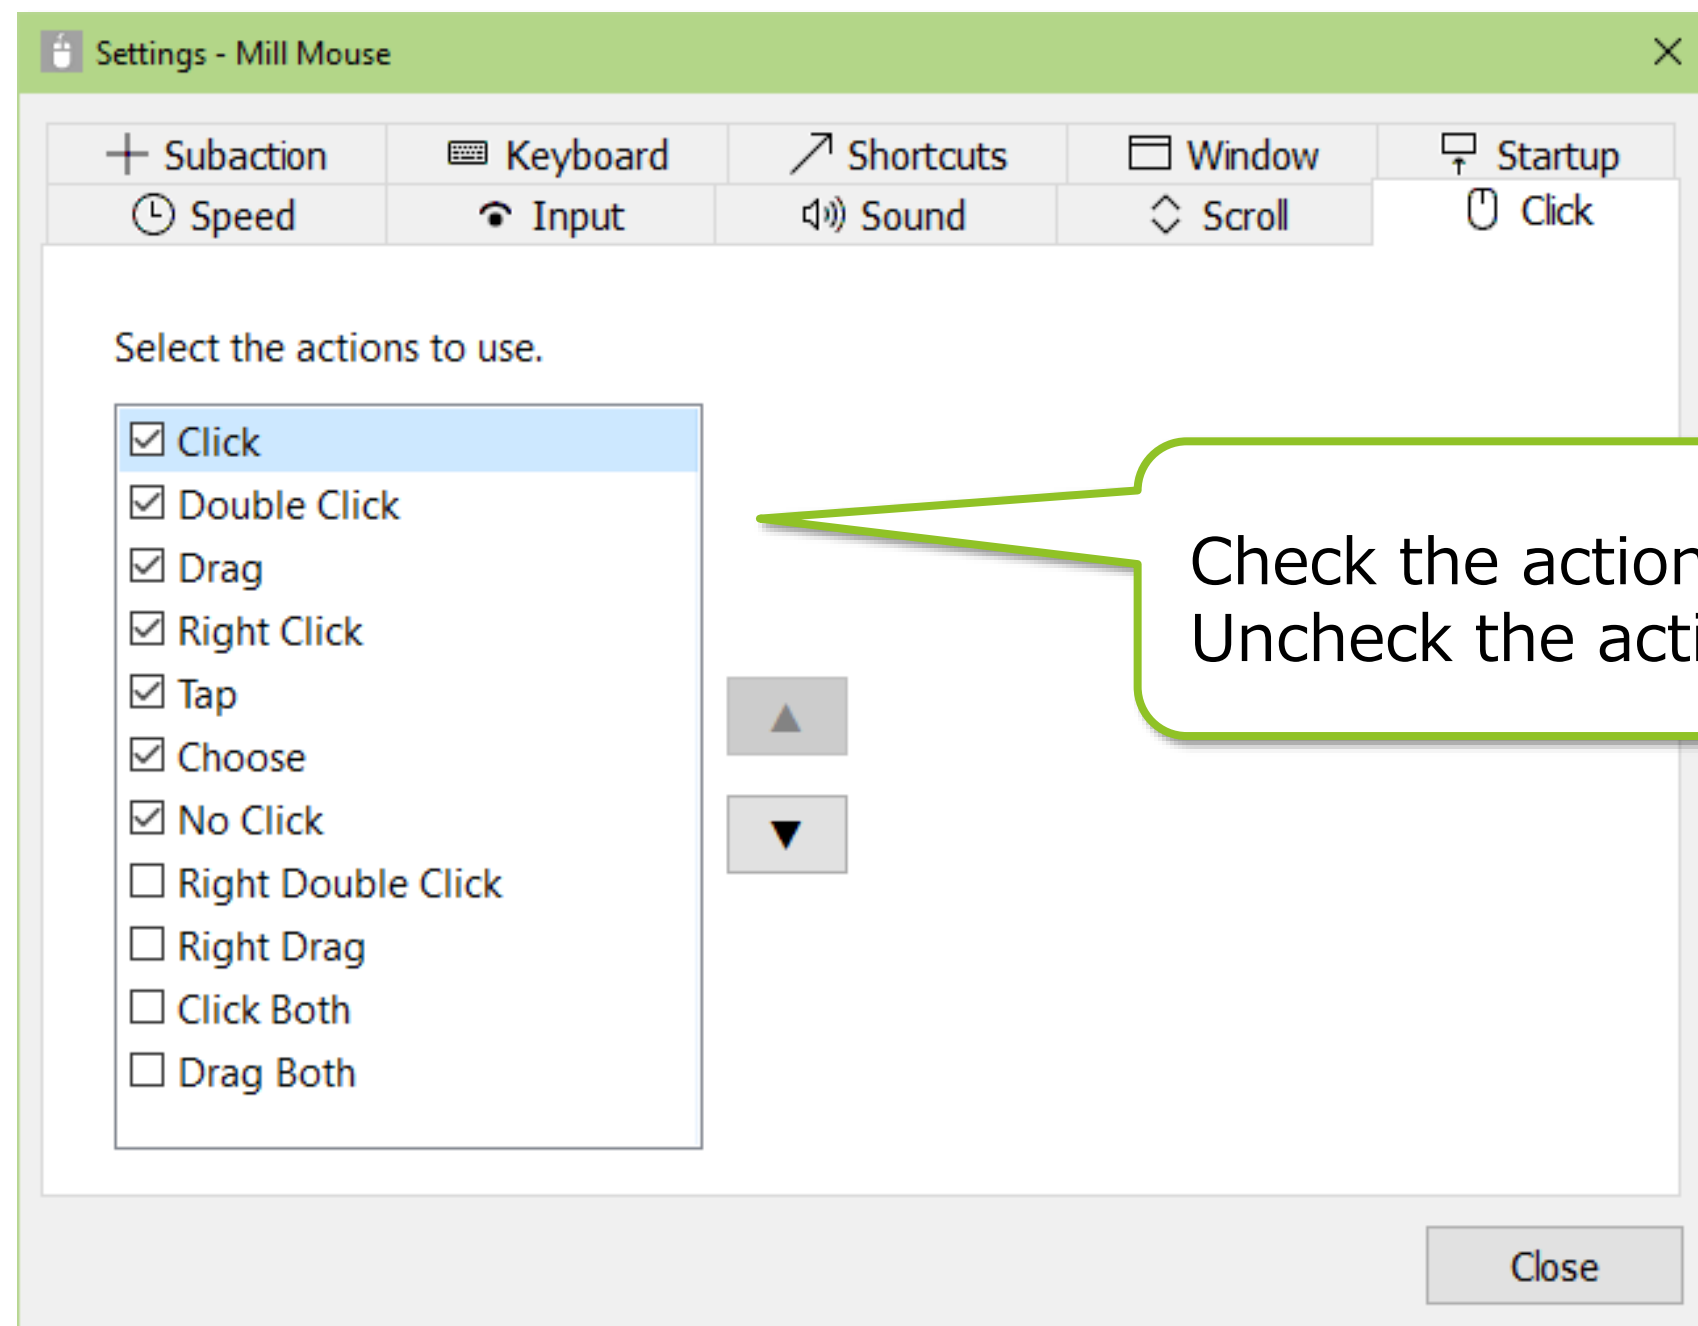 Settings - Mill Mouse
Subaction Keyboard Shortcuts Window Startup
Speed Input Sound Scroll Click
Select the actions to use.
Click
Double Click
Drag
Right Click
Tap
Choose
No Click
Right Double Click
Right Drag
Click Both
Drag Both
Check the
Uncheck the
Close